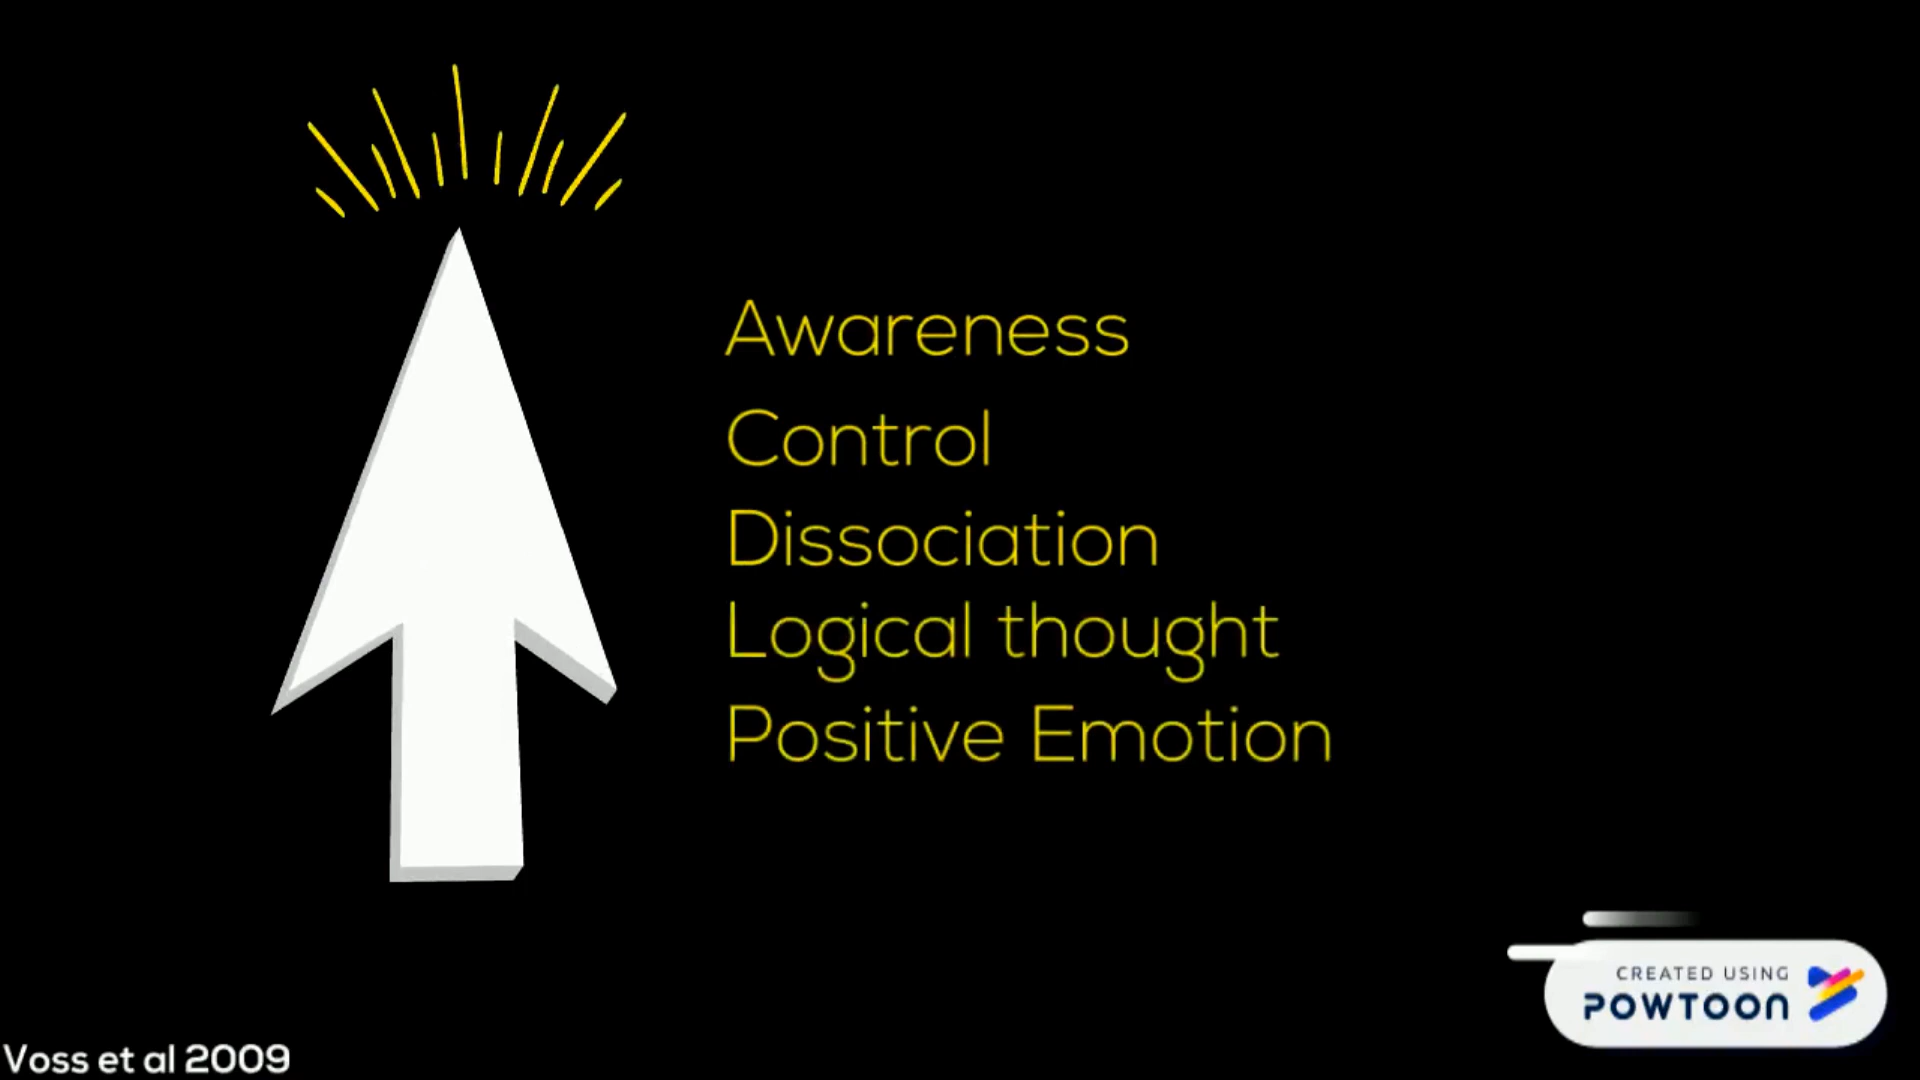 Awareness
Control
Dissociation
Logical thought
Positive Emotion
CREATED USING
POWTOON
Voss et al 2009